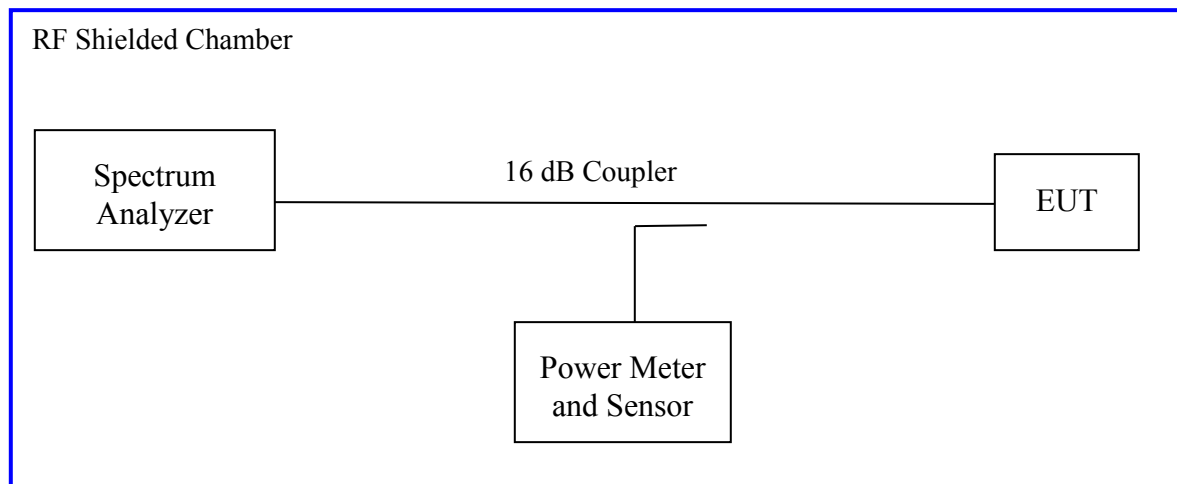 RF Shielded Chamber
Spectrum
Analyzer
16 dB Coupler
EUT
Power Meter
and Sensor